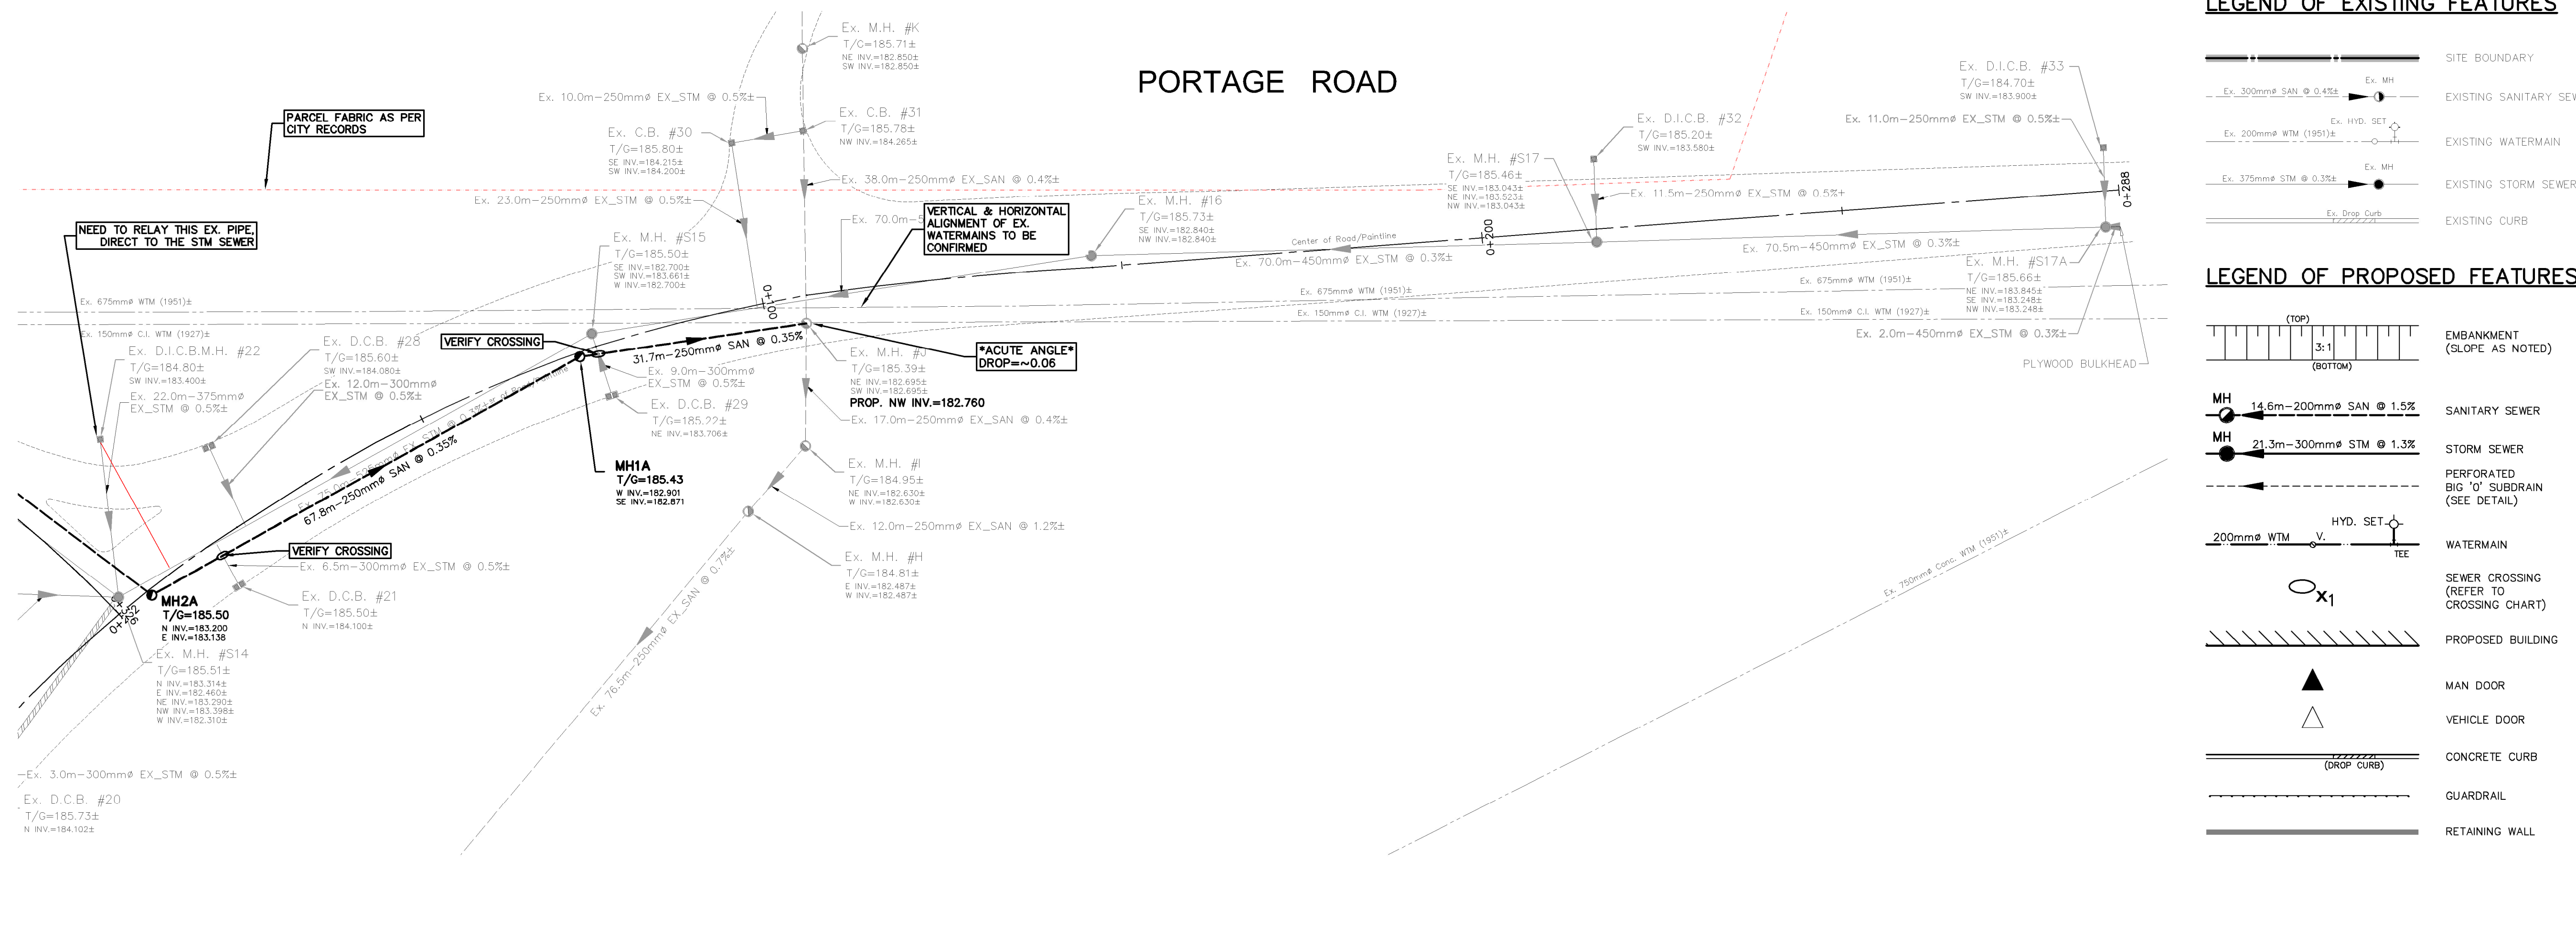 PORTAGE ROAD
Ex. M.H. #K
T/G=185.71±
NE INV.=182.850±
SW INV.=182.850±
Ex. 10.0m-250mmø EX_STM @ 0.5%±
Ex. C.B. #31
T/G=185.78±
NW INV.=184.265±
Ex. C.B. #30
T/G=185.80±
SE INV.=184.215±
SW INV.=184.200±
PARCEL FABRIC AS PER
CITY RECORDS
Ex. 38.0m-250mmø EX_SAN @ 0.4%±
Ex. 23.0m-250mmø EX_STM @ 0.5%±
Ex. 70.0m-5
VERTICAL & HORIZONTAL
ALIGNMENT OF EX.
WATERMAINS TO BE
CONFIRMED
NEED TO RELAY THIS EX. PIPE,
DIRECT TO THE STM SEWER
Ex. M.H. #S15
T/G=185.50±
SE INV.=182.700±
SW INV.=183.661±
W INV.=182.700±
Ex. M.H. #16
T/G=185.73±
SE INV.=182.840±
NW INV.=182.840±
Ex. M.H. #S17
T/G=185.46±
SE INV.=183.043±
NE INV.=183.523±
NW INV.=183.043±
Ex. D.I.C.B. #32
T/G=185.20±
SW INV.=183.580±
Ex. 11.5m-250mmø EX_STM @ 0.5%±
Ex. D.I.C.B. #33
T/G=184.70±
SW INV.=183.900±
Ex. 11.0m-250mmø EX_STM @ 0.5%±
0+288
0+200
0+100
Center of Road/Paintline
Ex. 70.0m-450mmø EX_STM @ 0.3%±
Ex. 70.5m-450mmø EX_STM @ 0.3%±
Ex. M.H. #S17A
T/G=185.66±
NE INV.=183.845±
SE INV.=183.248±
NW INV.=183.248±
Ex. 2.0m-450mmø EX_STM @ 0.3%±
PLYWOOD BULKHEAD
Ex. 675mmø WTM (1951)±
Ex. 675mmø WTM (1951)±
Ex. 675mmø WTM (1951)±
Ex. 150mmø C.I. WTM (1927)±
Ex. 150mmø C.I. WTM (1927)±
Ex. 150mmø C.I. WTM (1927)±
Ex. D.I.C.B.M.H. #22
T/G=184.80±
SW INV.=183.400±
Ex. 22.0m-375mmø
EX_STM @ 0.5%±
Ex. D.C.B. #28
T/G=185.60±
SW INV.=184.080±
Ex. 12.0m-300mmø
EX_STM @ 0.5%±
VERIFY CROSSING
31.7m-250mmø SAN @ 0.35%
Ex. 9.0m-300mmø
EX_STM @ 0.5%±
Ex. D.C.B. #29
T/G=185.22±
NE INV.=183.706±
*ACUTE ANGLE*
DROP=~0.06
Ex. M.H. #J
T/G=185.39±
NE INV.=182.695±
SW INV.=182.695±
PROP. NW INV.=182.760
Ex. 17.0m-250mmø EX_SAN @ 0.4%±
MH1A
T/G=185.43
W INV.=182.901
SE INV.=182.871
67.8m-250mmø SAN @ 0.35%
Ex. M.H. #I
T/G=184.95±
NE INV.=182.630±
W INV.=182.630±
Ex. 12.0m-250mmø EX_SAN @ 1.2%±
Ex. M.H. #H
T/G=184.81±
E INV.=182.487±
W INV.=182.487±
Ex. 76.5m-250mmø EX_SAN @ 0.7%±
Ex. 750mmø Conc. WTM (1951)±
VERIFY CROSSING
Ex. 6.5m-300mmø EX_STM @ 0.5%±
Ex. D.C.B. #21
T/G=185.50±
N INV.=184.100±
MH2A
T/G=185.50
N INV.=183.200
E INV.=183.138
Ex. M.H. #S14
T/G=185.51±
N INV.=183.314±
E INV.=182.460±
NE INV.=183.290±
NW INV.=183.398±
W INV.=182.310±
Ex. 3.0m-300mmø EX_STM @ 0.5%±
Ex. D.C.B. #20
T/G=185.73±
N INV.=184.102±
LEGEND OF EXISTING FEATURES
SITE BOUNDARY
Ex. MH
Ex. 300mmø SAN @ 0.4%±
EXISTING SANITARY SEW
Ex. HYD. SET
Ex. 200mmø WTM (1951)±
EXISTING WATERMAIN
Ex. MH
Ex. 375mmø STM @ 0.3%±
EXISTING STORM SEWER
Ex. Drop Curb
EXISTING CURB
LEGEND OF PROPOSED FEATURES
(TOP)
3:1
(BOTTOM)
EMBANKMENT
(SLOPE AS NOTED)
MH
14.6m-200mmø SAN @ 1.5%
SANITARY SEWER
MH
21.3m-300mmø STM @ 1.3%
STORM SEWER
PERFORATED
BIG 'O' SUBDRAIN
(SEE DETAIL)
HYD. SET
200mmø WTM
V.
TEE
WATERMAIN
X1
SEWER CROSSING
(REFER TO
CROSSING CHART)
PROPOSED BUILDING
MAN DOOR
VEHICLE DOOR
(DROP CURB)
CONCRETE CURB
GUARDRAIL
RETAINING WALL